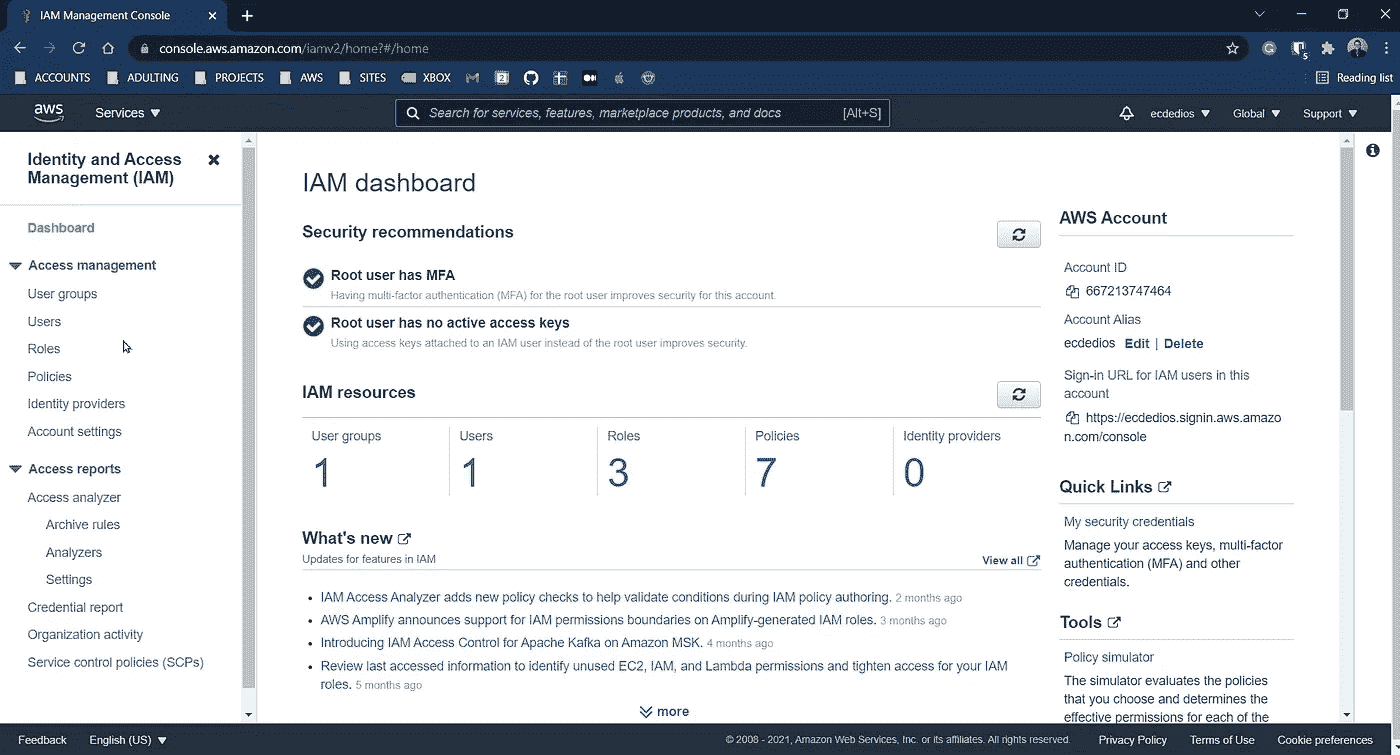 IAM Management Console
console.aws.amazon.com/iamv2/home?#/home
ACCOUNTS ADULTING PROJECTS AWS SITES XBOX Reading list
aws Services Search for services, features, marketplace products, and docs [Alt+S] ecdedios Global Support
Identity and Access
Management (IAM)
Dashboard
Access management
User groups
Users
Roles
Policies
Identity providers
Account settings
Access reports
Access analyzer
Archive rules
Analyzers
Settings
Credential report
Organization activity
Service control policies (SCPs)
IAM dashboard
Security recommendations
Root user has MFA
Having multi-factor authentication (MFA) for the root user improves security for this account.
Root user has no active access keys
Using access keys attached to an IAM user instead of the root user improves security.
IAM resources
User groups Users Roles Policies Identity providers
1 1 3 7 0
What's new
Updates for features in IAM View all
IAM Access Analyzer adds new policy checks to help validate conditions during IAM policy authoring. 2 months ago
AWS Amplify announces support for IAM permissions boundaries on Amplify-generated IAM roles. 3 months ago
Introducing IAM Access Control for Apache Kafka on Amazon MSK. 4 months ago
Review last accessed information to identify unused EC2, IAM, and Lambda permissions and tighten access for your IAM
roles. 5 months ago
more
AWS Account
Account ID
667213747464
Account Alias
ecdedios Edit | Delete
Sign-in URL for IAM users in this
account
https://ecdedios.signin.aws.amazo
n.com/console
Quick Links
My security credentials
Manage your access keys, multi-factor
authentication (MFA) and other
credentials.
Tools
Policy simulator
The simulator evaluates the policies
that you choose and determines the
effective permissions for each of the
Feedback English (US) © 2008 - 2021, Amazon Web Services, Inc. or its affiliates. All rights reserved. Privacy Policy Terms of Use Cookie preferences